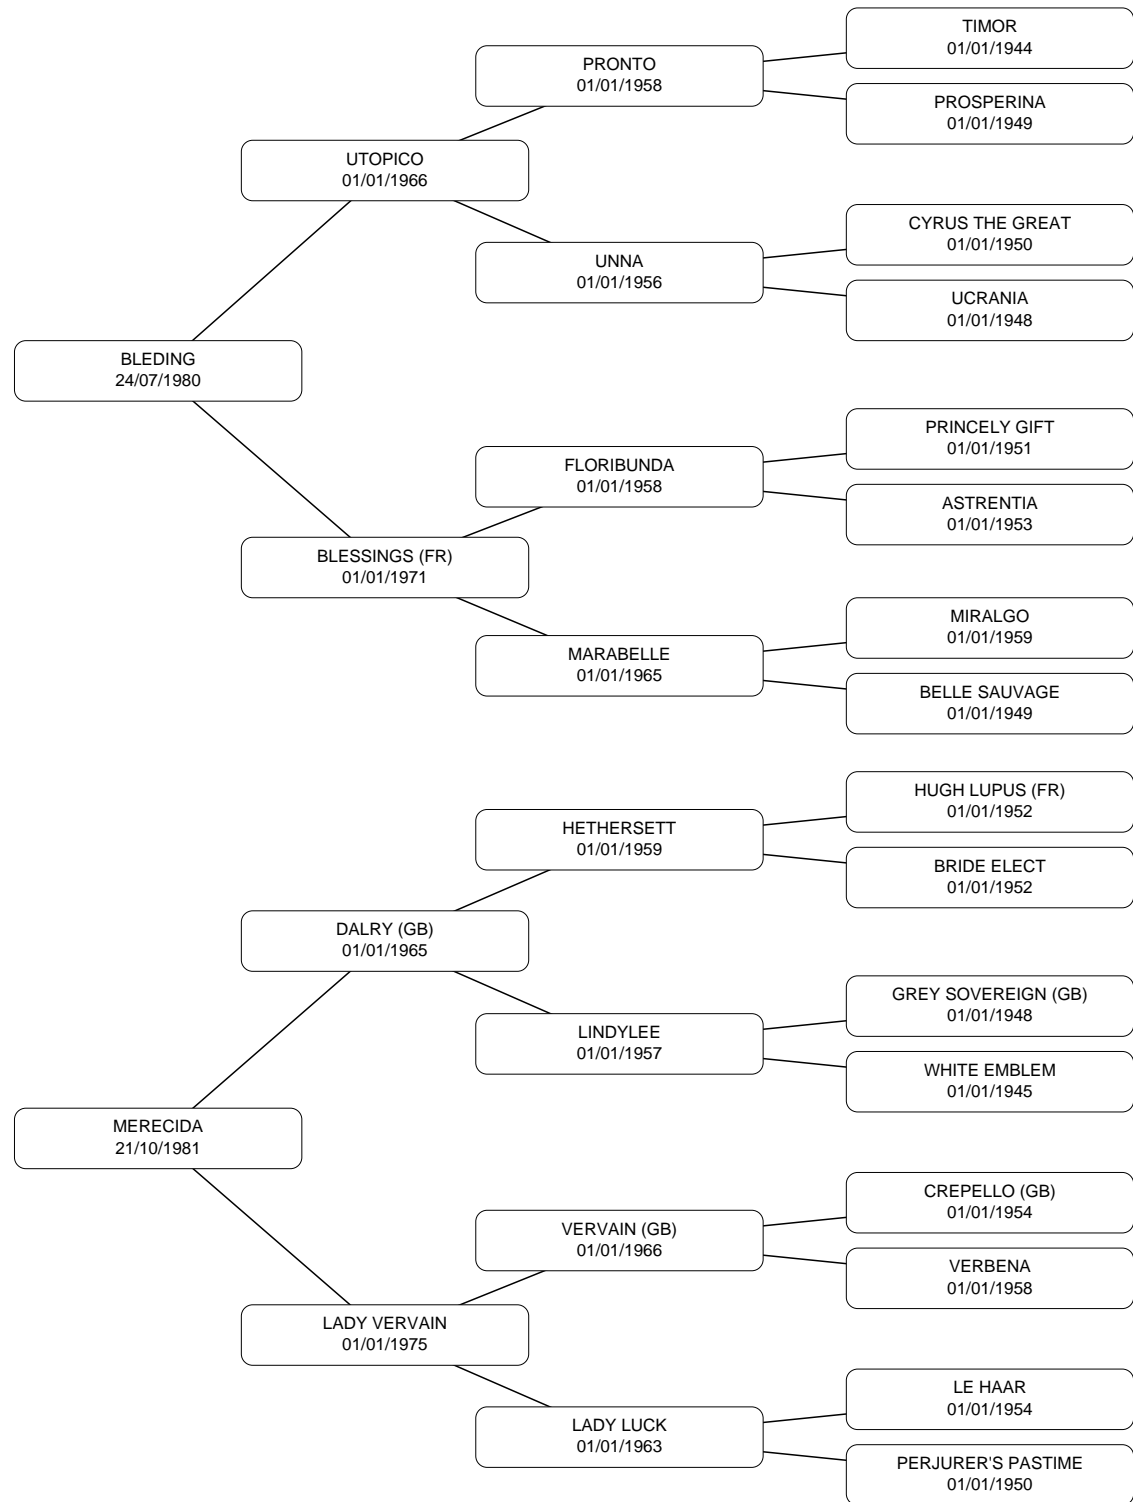 TIMOR
01/01/1944
PRONTO
01/01/1958
PROSPERINA
01/01/1949
UTOPICO
01/01/1966
CYRUS THE GREAT
01/01/1950
UNNA
01/01/1956
UCRANIA
01/01/1948
BLEDING
24/07/1980
PRINCELY GIFT
01/01/1951
FLORIBUNDA
01/01/1958
ASTRENTIA
01/01/1953
BLESSINGS (FR)
01/01/1971
MIRALGO
01/01/1959
MARABELLE
01/01/1965
BELLE SAUVAGE
01/01/1949
HUGH LUPUS (FR)
01/01/1952
HETHERSETT
01/01/1959
BRIDE ELECT
01/01/1952
DALRY (GB)
01/01/1965
GREY SOVEREIGN (GB)
01/01/1948
LINDYLEE
01/01/1957
WHITE EMBLEM
01/01/1945
MERECIDA
21/10/1981
CREPELLO (GB)
01/01/1954
VERVAIN (GB)
01/01/1966
VERBENA
01/01/1958
LADY VERVAIN
01/01/1975
LE HAAR
01/01/1954
LADY LUCK
01/01/1963
PERJURER'S PASTIME
01/01/1950